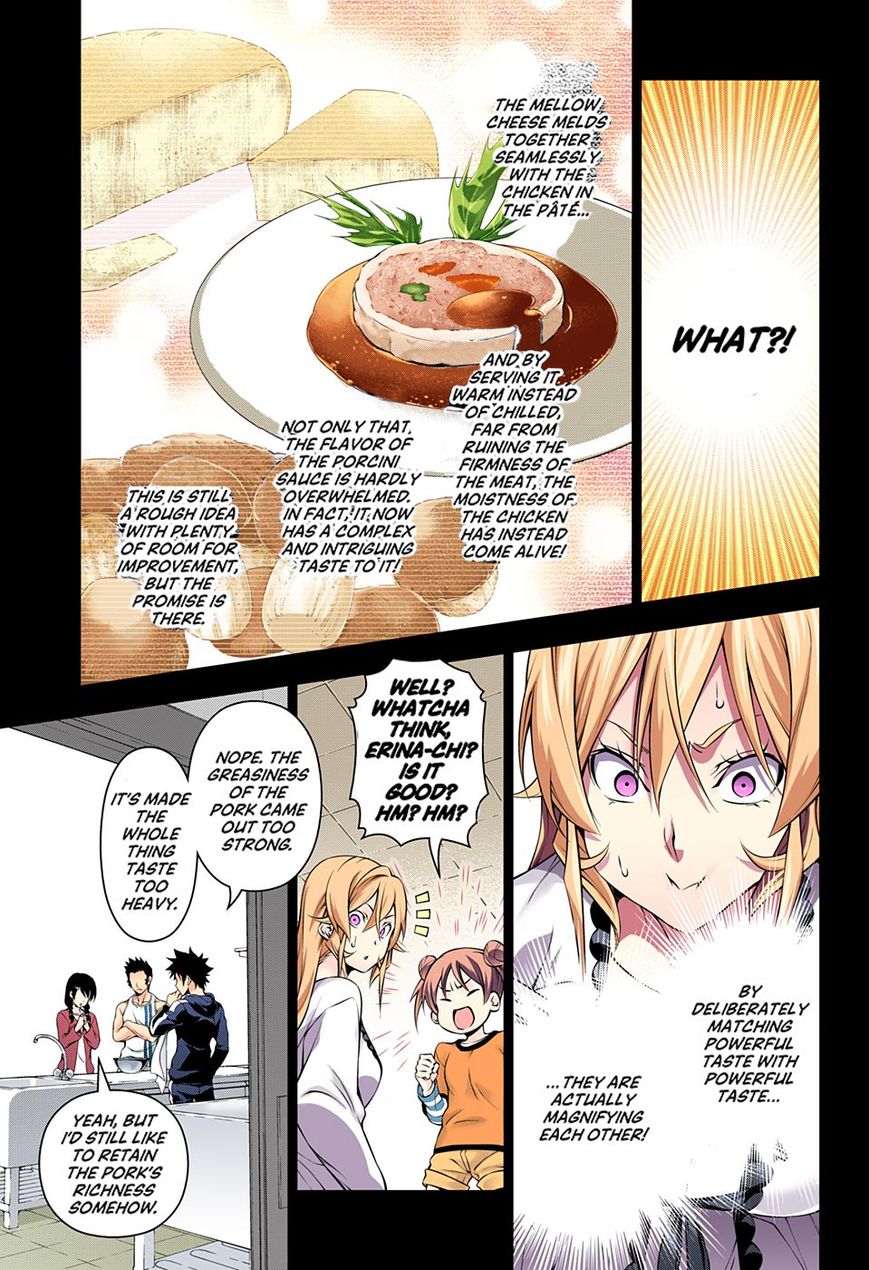 WHAT?!
THE MELLOW
CHEESE MELDS
TOGETHER
SEAMLESSLY
WITH THE
CHICKEN IN
THE PÂTÉ...
AND BY
SERVING IT
WARM INSTEAD
OF CHILLED,
FAR FROM
RUINING THE
FIRMNESS OF
THE MEAT, THE
MOISTNESS OF
THE CHICKEN
HAS INSTEAD
COME ALIVE!
NOT ONLY THAT,
THE FLAVOR OF
THE PORCINI
SAUCE IS HARDLY
OVERWHELMED.
IN FACT, IT NOW
HAS A COMPLEX
AND INTRIGUING
TASTE TO IT!
THIS IS STILL
A ROUGH IDEA
WITH PLENTY
OF ROOM FOR
IMPROVEMENT,
BUT THE
PROMISE IS
THERE.
BY
DELIBERATELY
MATCHING
POWERFUL
TASTE WITH
POWERFUL
TASTE...
...THEY ARE
ACTUALLY
MAGNIFYING
EACH OTHER!
WELL?
WHATCHA
THINK,
ERINA-CHI?
IS IT
GOOD?
HM? HM?
NOPE. THE
GREASINESS
OF THE
PORK CAME
OUT TOO
STRONG.
IT'S MADE
THE
WHOLE
THING
TASTE
TOO
HEAVY.
YEAH, BUT
I'D STILL LIKE
TO RETAIN
THE PORK'S
RICHNESS
SOMEHOW.